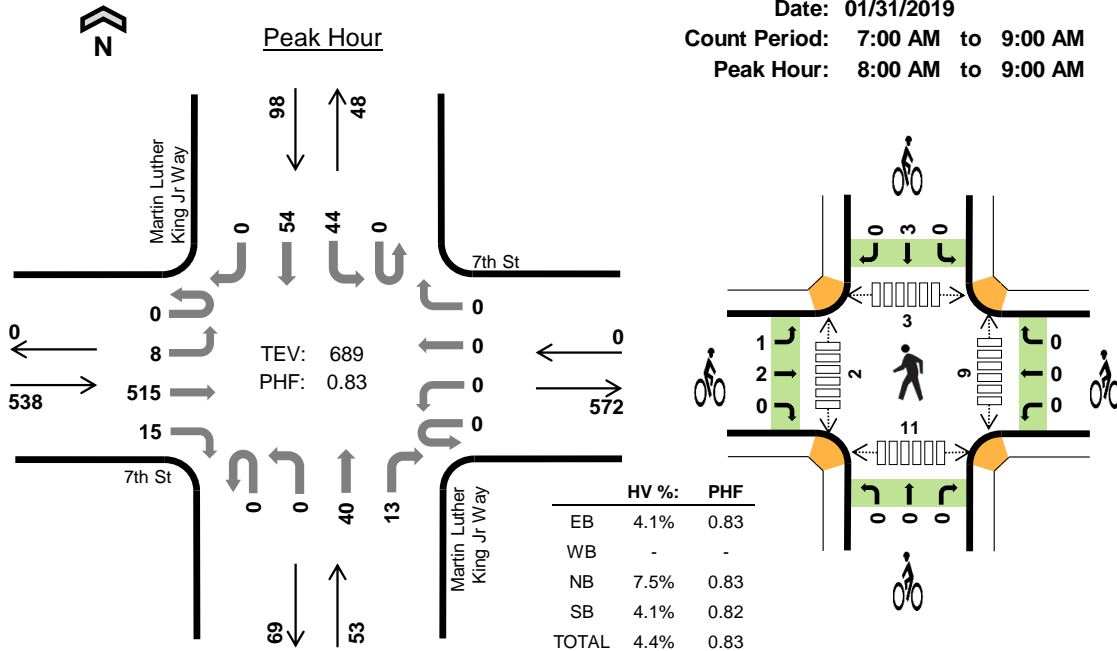 N
Peak Hour
Date: 01/31/2019
Count Period: 7:00 AM to 9:00 AM
Peak Hour: 8:00 AM to 9:00 AM
98
48
Martin Luther
King Jr Way
0
54
44
0
7th St
0
8
515
15
0
538
TEV: 689
PHF: 0.83
0
0
0
0
0
572
7th St
0
0
40
13
Martin Luther
King Jr Way
69
53
HV %: PHF
EB 4.1% 0.83
WB - -
NB 7.5% 0.83
SB 4.1% 0.82
TOTAL 4.4% 0.83
0 3 0
3
1
2
0
2
9
0
0
0
11
0 0 0